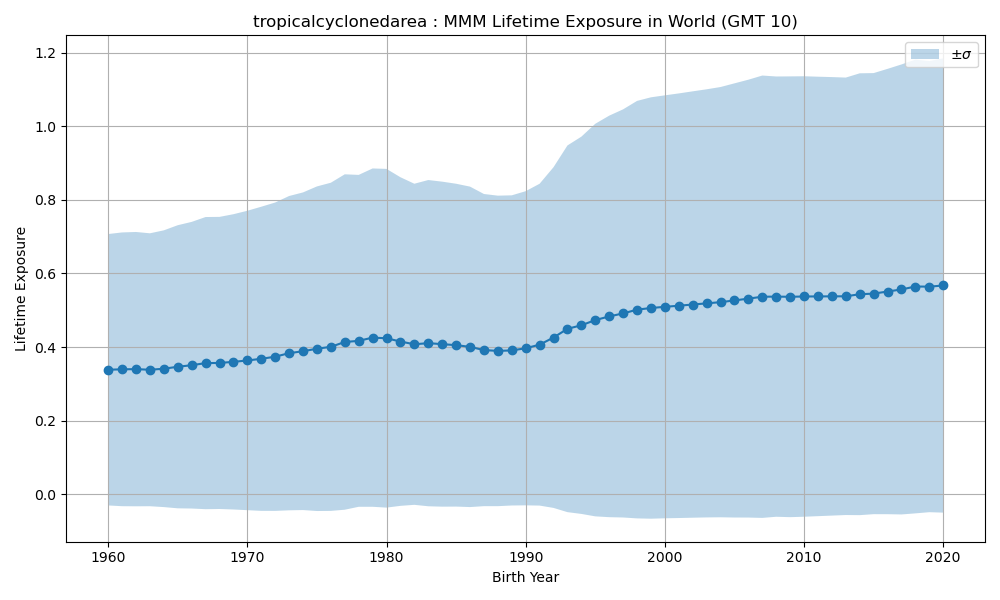 tropicalcyclonedarea : MMM Lifetime Exposure in World (GMT 10)
±σ
1.2
1.0
0.8
0.6
0.4
0.2
0.0
Lifetime Exposure
1960 1970 1980 1990 2000 2010 2020
Birth Year